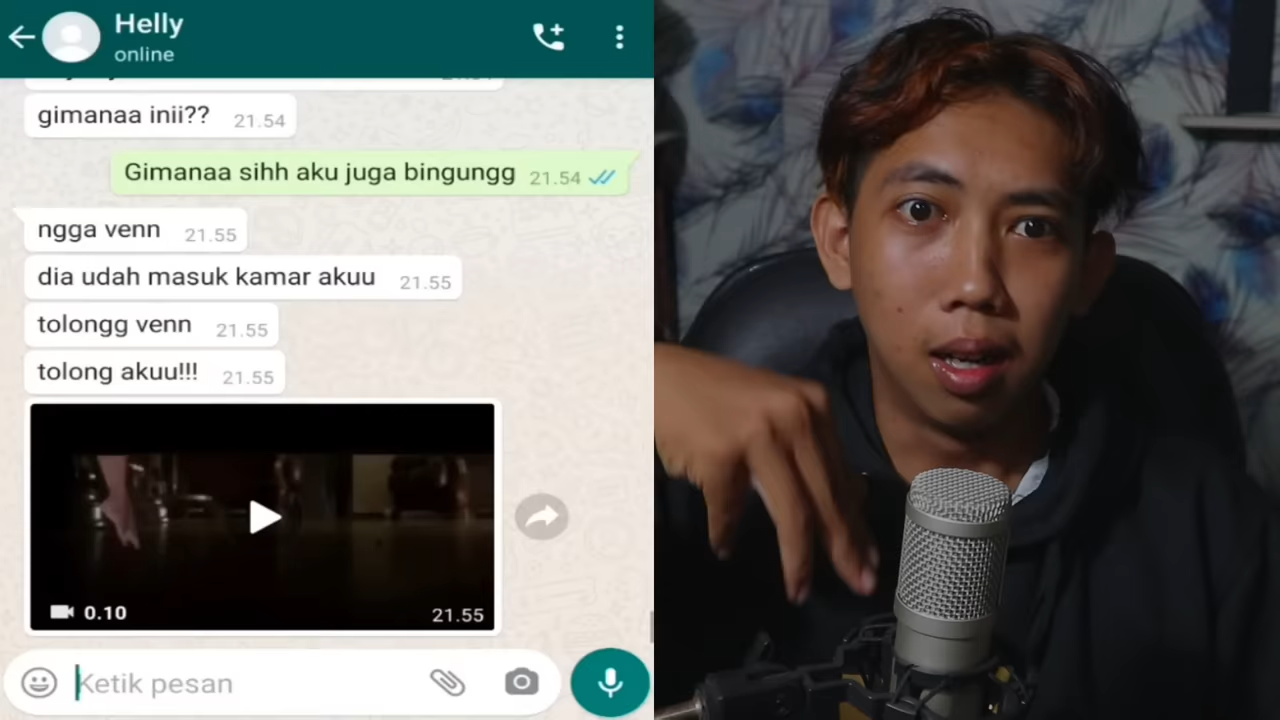 Helly
online
gimanaa inii?? 21.54
Gimanaa sihh aku juga bingungg 21.54
ngga venn 21.55
dia udah masuk kamar akuu 21.55
tolongg venn 21.55
tolong akuu!!! 21.55
0.10 21.55
Ketik pesan